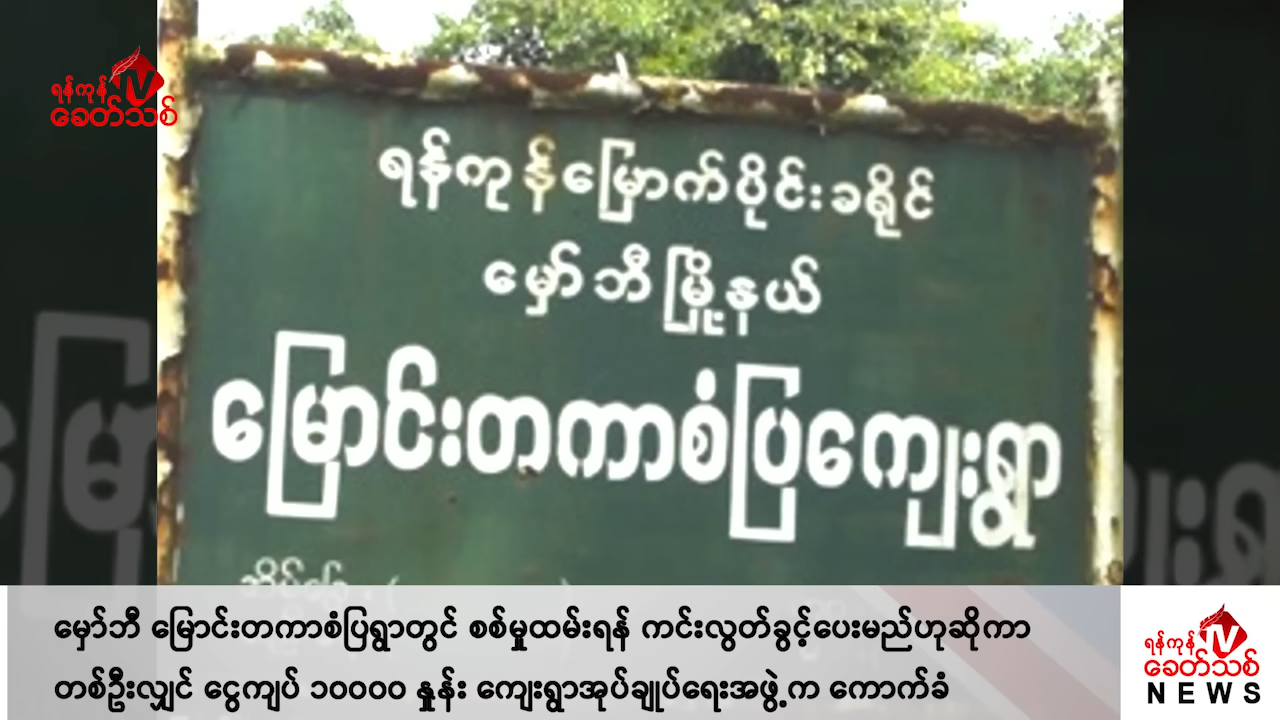 ရန်ကုန် TV
ခေတ်သစ်
ရန်ကုန်မြောက်ပိုင်းခရိုင်
မှော်ဘီမြို့နယ်
မြောင်းတကာစံပြကျေးရွာ
မှော်ဘီ မြောင်းတကာစံပြရွာတွင် စစ်မှုထမ်းရန် ကင်းလွတ်ခွင့်ပေးမည်ဟုဆိုကာ
တစ်ဦးလျှင် ငွေကျပ် ၁၀၀၀၀ နှုန်း ကျေးရွာအုပ်ချုပ်ရေးအဖွဲ့က ကောက်ခံ
ရန်ကုန် TV
ခေတ်သစ်
NEWS